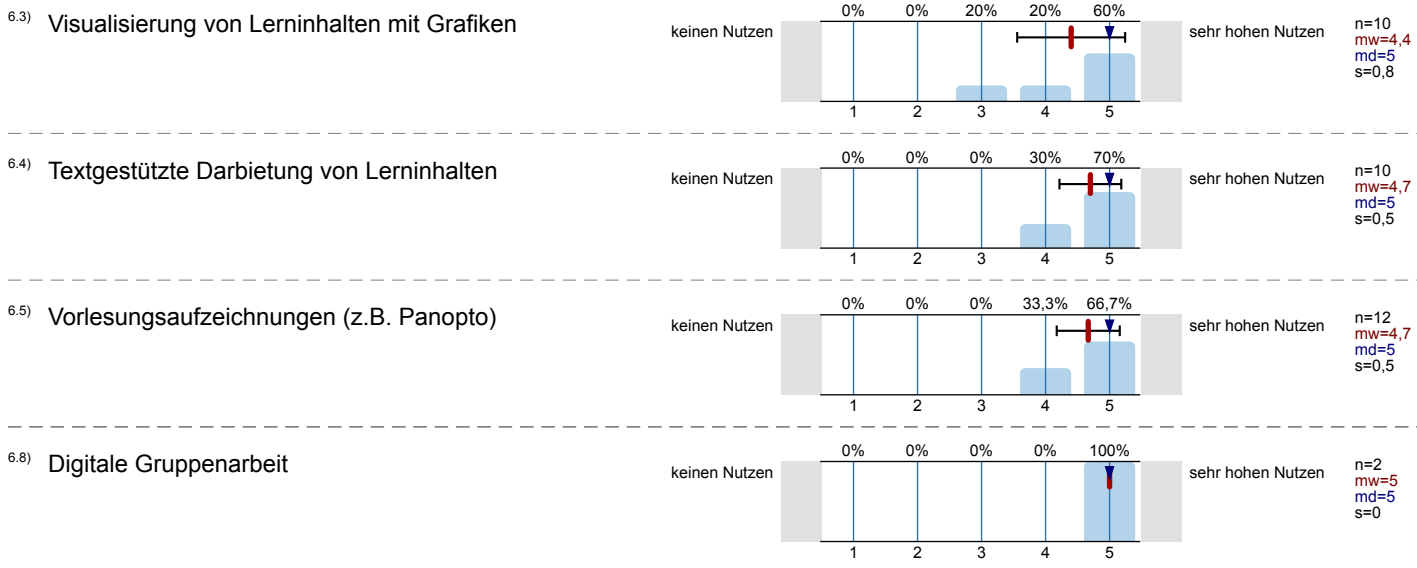 6.3) Visualisierung von Lerninhalten mit Grafiken
keinen Nutzen
0% 0% 20% 20% 60%
1 2 3 4 5
sehr hohen Nutzen
n=10
mw=4,4
md=5
s=0,8
6.4) Textgestützte Darbietung von Lerninhalten
keinen Nutzen
0% 0% 0% 30% 70%
1 2 3 4 5
sehr hohen Nutzen
n=10
mw=4,7
md=5
s=0,5
6.5) Vorlesungsaufzeichnungen (z.B. Panopto)
keinen Nutzen
0% 0% 0% 33,3% 66,7%
1 2 3 4 5
sehr hohen Nutzen
n=12
mw=4,7
md=5
s=0,5
6.8) Digitale Gruppenarbeit
keinen Nutzen
0% 0% 0% 0% 100%
1 2 3 4 5
sehr hohen Nutzen
n=2
mw=5
md=5
s=0